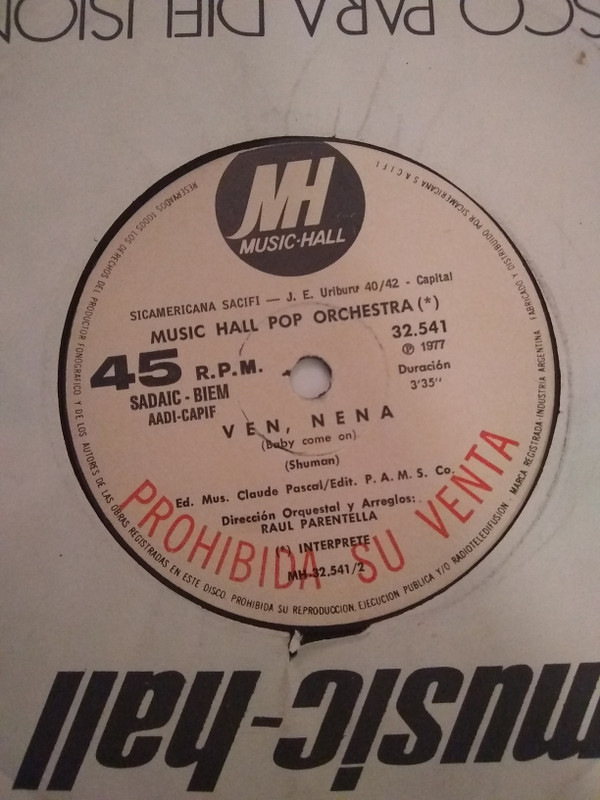 SCO PARA DIFUSION
MH
MUSIC-HALL
SICAMERICANA SACIFI — J. E. Uriburu 40/42 - Capital
MUSIC HALL POP ORCHESTRA (*)
45 R.P.M.
32.541
℗ 1977
SADAIC - BIEM
AADI-CAPIF
Duración
3'35''
VEN, NENA
(Baby come on)
(Shuman)
Ed. Mus. Claude Pascal/Edit. P. A. M. S. Co.
Dirección Orquestal y Arreglos:
RAUL PARENTELLA
(*) INTERPRETE
MH-32.541/2
PROHIBIDA SU VENTA
RESERVADOS TODOS LOS DERECHOS DEL PRODUCTOR FONOGRAFICO Y DE LOS AUTORES DE LAS OBRAS REGISTRADAS EN ESTE DISCO. PROHIBIDA SU REPRODUCCION, EJECUCION PUBLICA Y/O RADIOTELEDIFUSION - MARCA REGISTRADA - INDUSTRIA ARGENTINA FABRICADO Y DISTRIBUIDO POR SICAMERICANA S A C I F I
music-hall